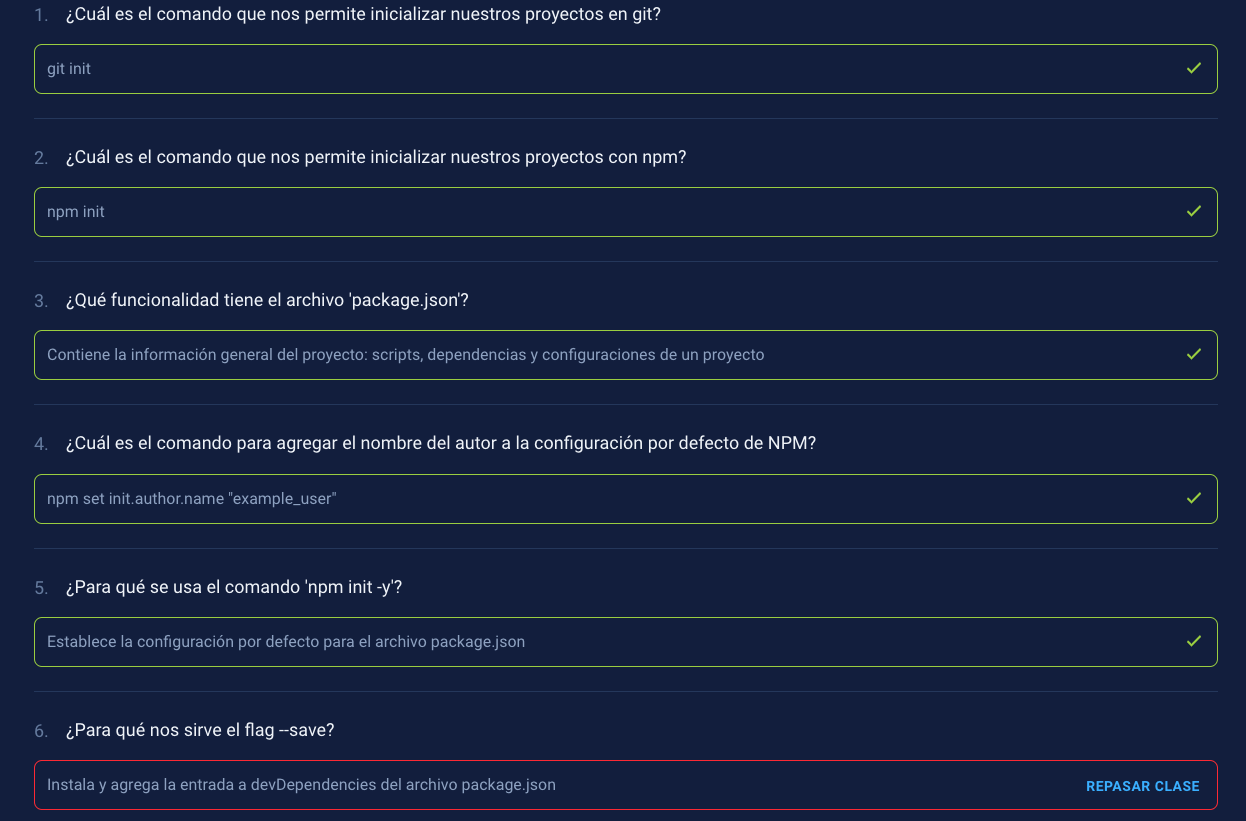 1. ¿Cuál es el comando que nos permite inicializar nuestros proyectos en git?
git init
2. ¿Cuál es el comando que nos permite inicializar nuestros proyectos con npm?
npm init
3. ¿Qué funcionalidad tiene el archivo 'package.json'?
Contiene la información general del proyecto: scripts, dependencias y configuraciones de un proyecto
4. ¿Cuál es el comando para agregar el nombre del autor a la configuración por defecto de NPM?
npm set init.author.name "example_user"
5. ¿Para qué se usa el comando 'npm init -y'?
Establece la configuración por defecto para el archivo package.json
6. ¿Para qué nos sirve el flag --save?
Instala y agrega la entrada a devDependencies del archivo package.json REPASAR CLASE